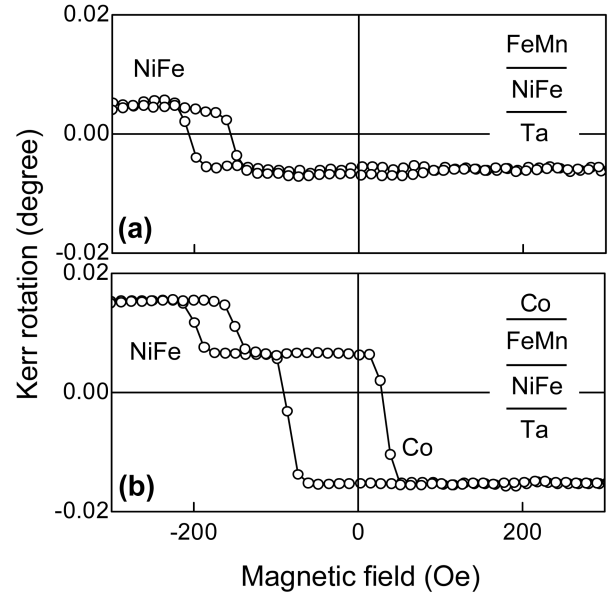 0.02
NiFe
FeMn
NiFe
Ta
0.00
(a)
-0.02
Kerr rotation (degree)
0.02
NiFe
Co
FeMn
NiFe
Ta
0.00
Co
(b)
-0.02
-200
0
200
Magnetic field (Oe)